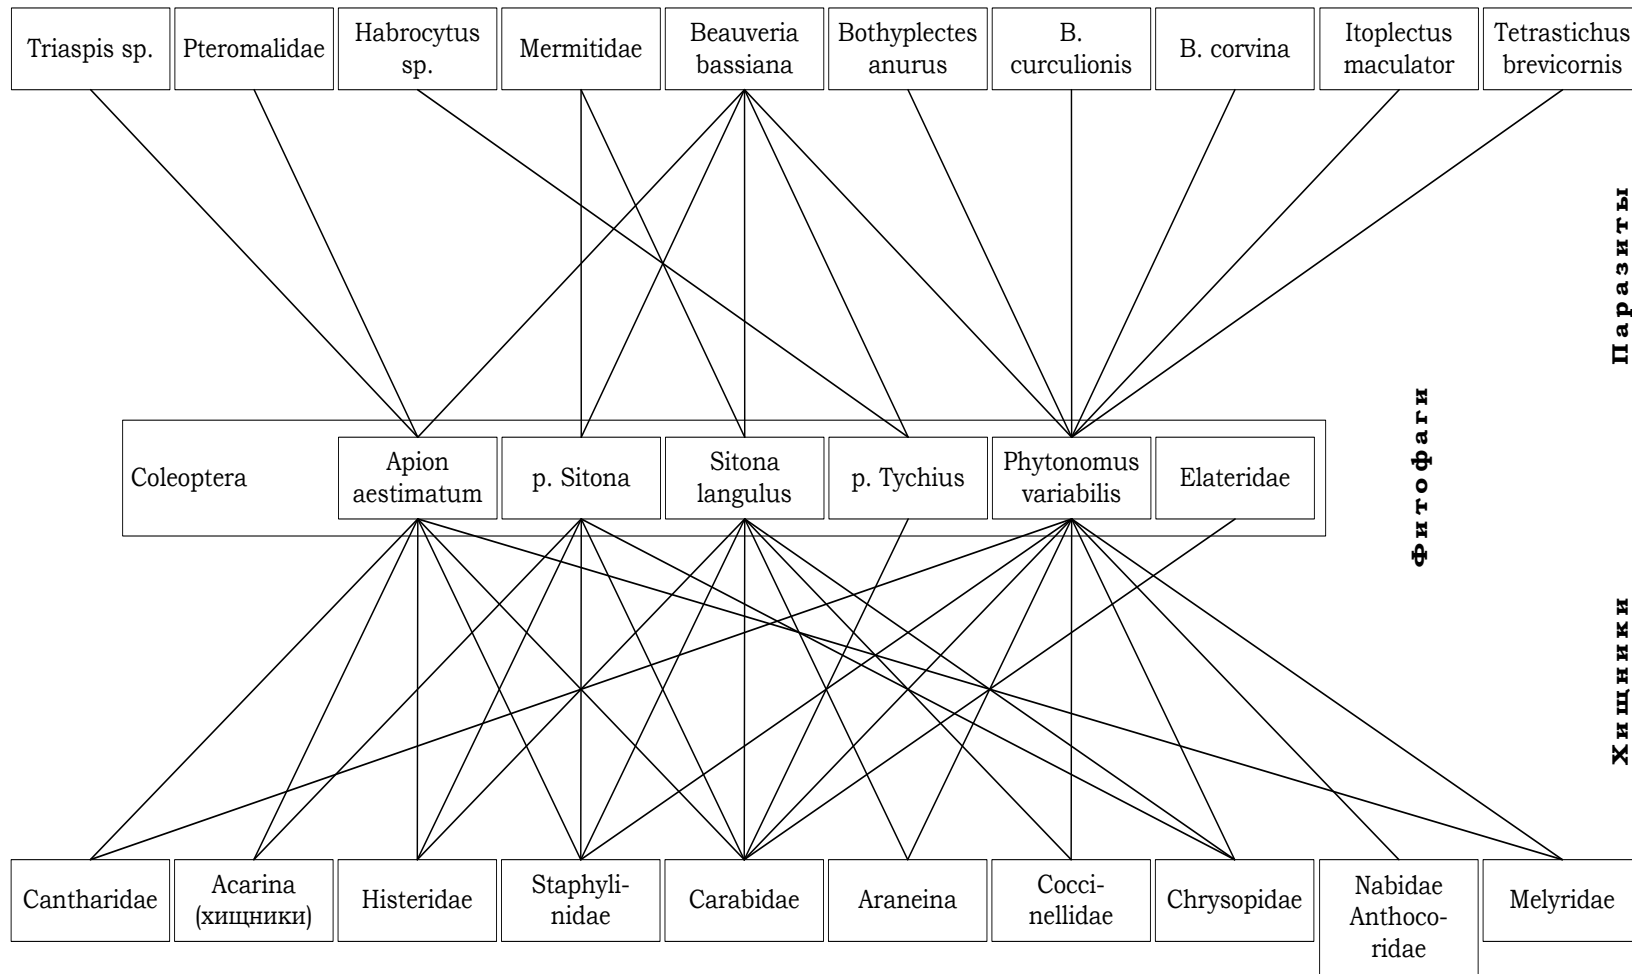 Triaspis sp.
Pteromalidae
Habrocytus
sp.
Mermitidae
Beauveria
bassiana
Bothyplectes
anurus
B.
curculionis
B. corvina
Itoplectus
maculator
Tetrastichus
brevicornis
Паразиты
Фитофаги
Coleoptera
Apion
aestimatum
p. Sitona
Sitona
langulus
p. Tychius
Phytonomus
variabilis
Elateridae
Хищники
Cantharidae
Acarina
(хищники)
Histeridae
Staphyli-
nidae
Carabidae
Araneina
Cocci-
nellidae
Chrysopidae
Nabidae
Anthoco-
ridae
Melyridae